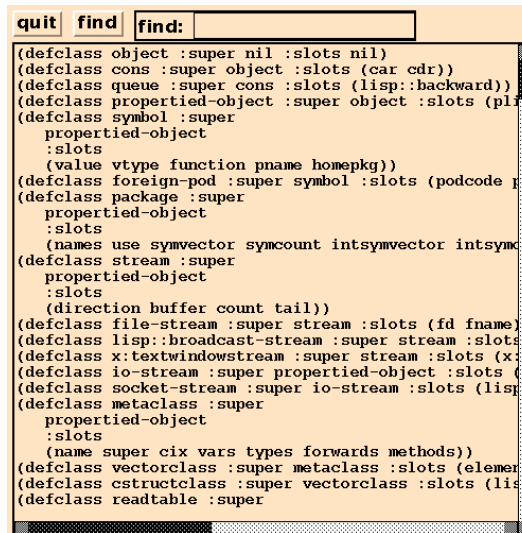 quit find find:
(defclass object :super nil :slots nil)
(defclass cons :super object :slots (car cdr))
(defclass queue :super cons :slots (lisp::backward))
(defclass propertied-object :super object :slots (pli
(defclass symbol :super
propertied-object
:slots
(value vtype function pname homepkg))
(defclass foreign-pod :super symbol :slots (podcode p
(defclass package :super
propertied-object
:slots
(names use symvector symcount intsymvector intsymc
(defclass stream :super
propertied-object
:slots
(direction buffer count tail))
(defclass file-stream :super stream :slots (fd fname)
(defclass lisp::broadcast-stream :super stream :slots
(defclass x:textwindowstream :super stream :slots (x:
(defclass io-stream :super propertied-object :slots (
(defclass socket-stream :super io-stream :slots (lisp
(defclass metaclass :super
propertied-object
:slots
(name super cix vars types forwards methods))
(defclass vectorclass :super metaclass :slots (elemen
(defclass cstructclass :super vectorclass :slots (lis
(defclass readtable :super